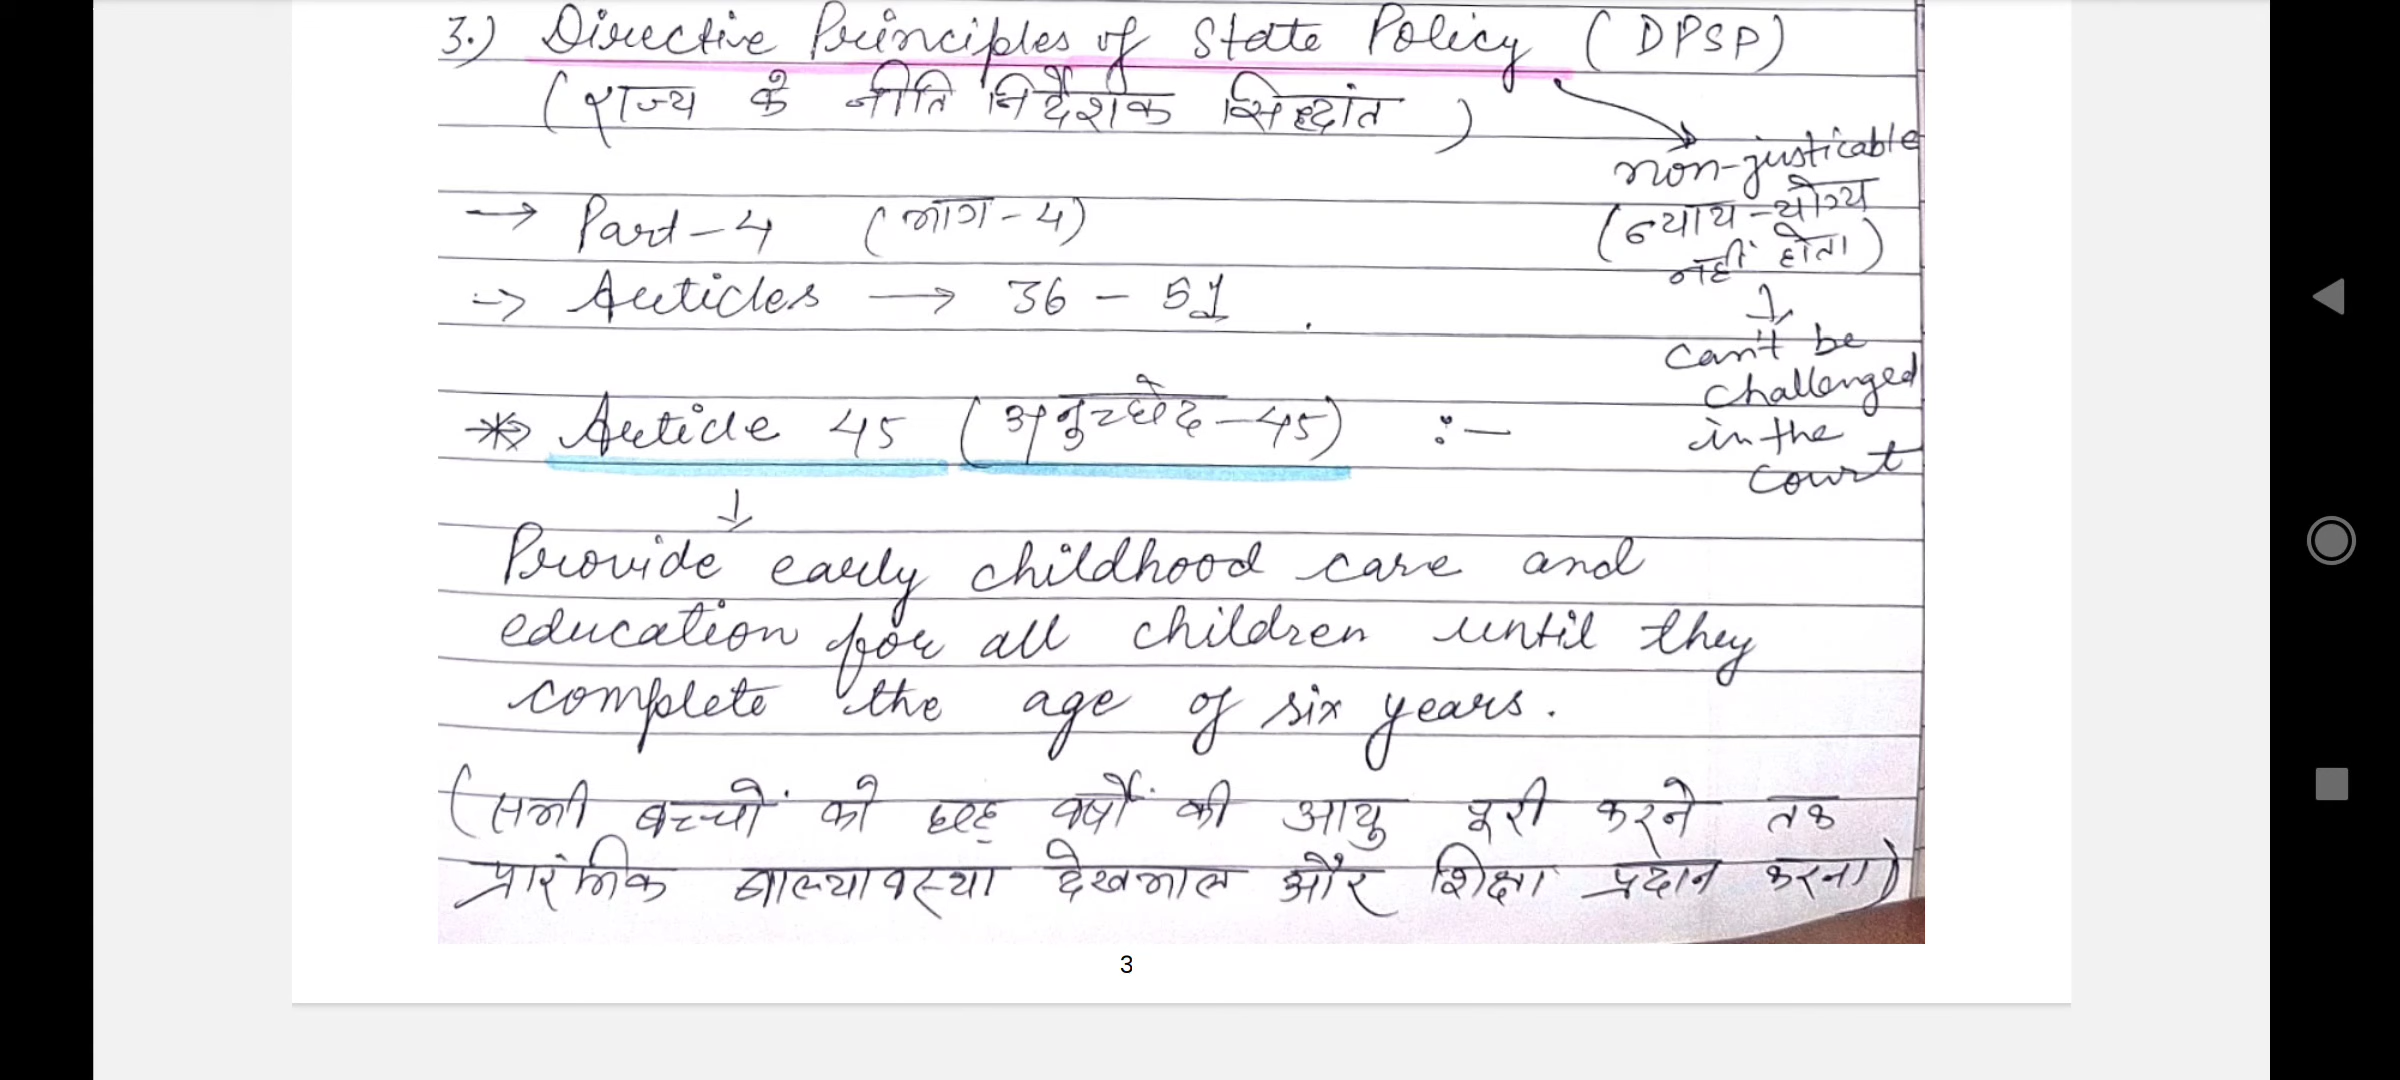 3.) Directive Principles of State Policy (DPSP)
(राज्य के नीति निर्देशक सिद्धांत)
non-justicable
(न्याय-योग्य
नहीं होता)
→ Part-4 (भाग-4)
→ Articles → 36 - 51
can't be
challenged
in the
court
* Article 45 (अनुच्छेद-45) :-
Provide early childhood care and
education for all children until they
complete the age of six years.
(सभी बच्चों को छह वर्षों की आयु पूरी करने तक
प्रारंभिक बाल्यावस्था देखभाल और शिक्षा प्रदान करना)
3